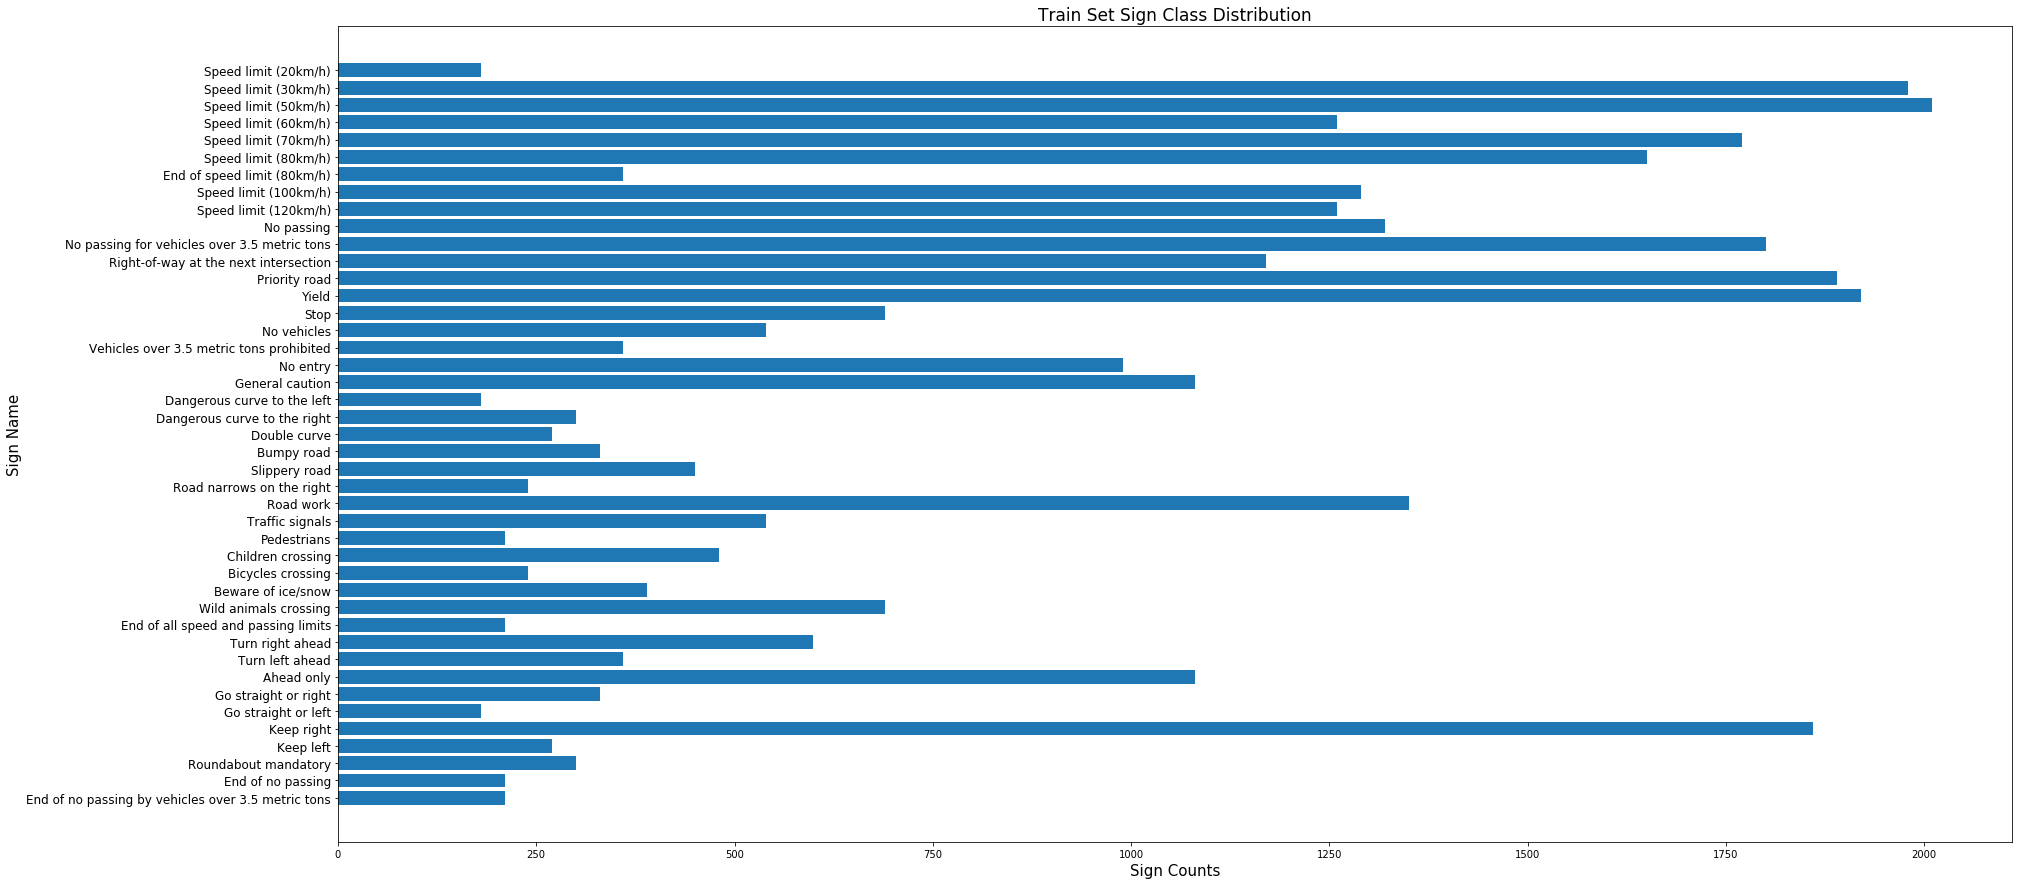 Train Set Sign Class Distribution
Sign Name
Speed limit (20km/h)
Speed limit (30km/h)
Speed limit (50km/h)
Speed limit (60km/h)
Speed limit (70km/h)
Speed limit (80km/h)
End of speed limit (80km/h)
Speed limit (100km/h)
Speed limit (120km/h)
No passing
No passing for vehicles over 3.5 metric tons
Right-of-way at the next intersection
Priority road
Yield
Stop
No vehicles
Vehicles over 3.5 metric tons prohibited
No entry
General caution
Dangerous curve to the left
Dangerous curve to the right
Double curve
Bumpy road
Slippery road
Road narrows on the right
Road work
Traffic signals
Pedestrians
Children crossing
Bicycles crossing
Beware of ice/snow
Wild animals crossing
End of all speed and passing limits
Turn right ahead
Turn left ahead
Ahead only
Go straight or right
Go straight or left
Keep right
Keep left
Roundabout mandatory
End of no passing
End of no passing by vehicles over 3.5 metric tons
0 250 500 750 1000 1250 1500 1750 2000
Sign Counts